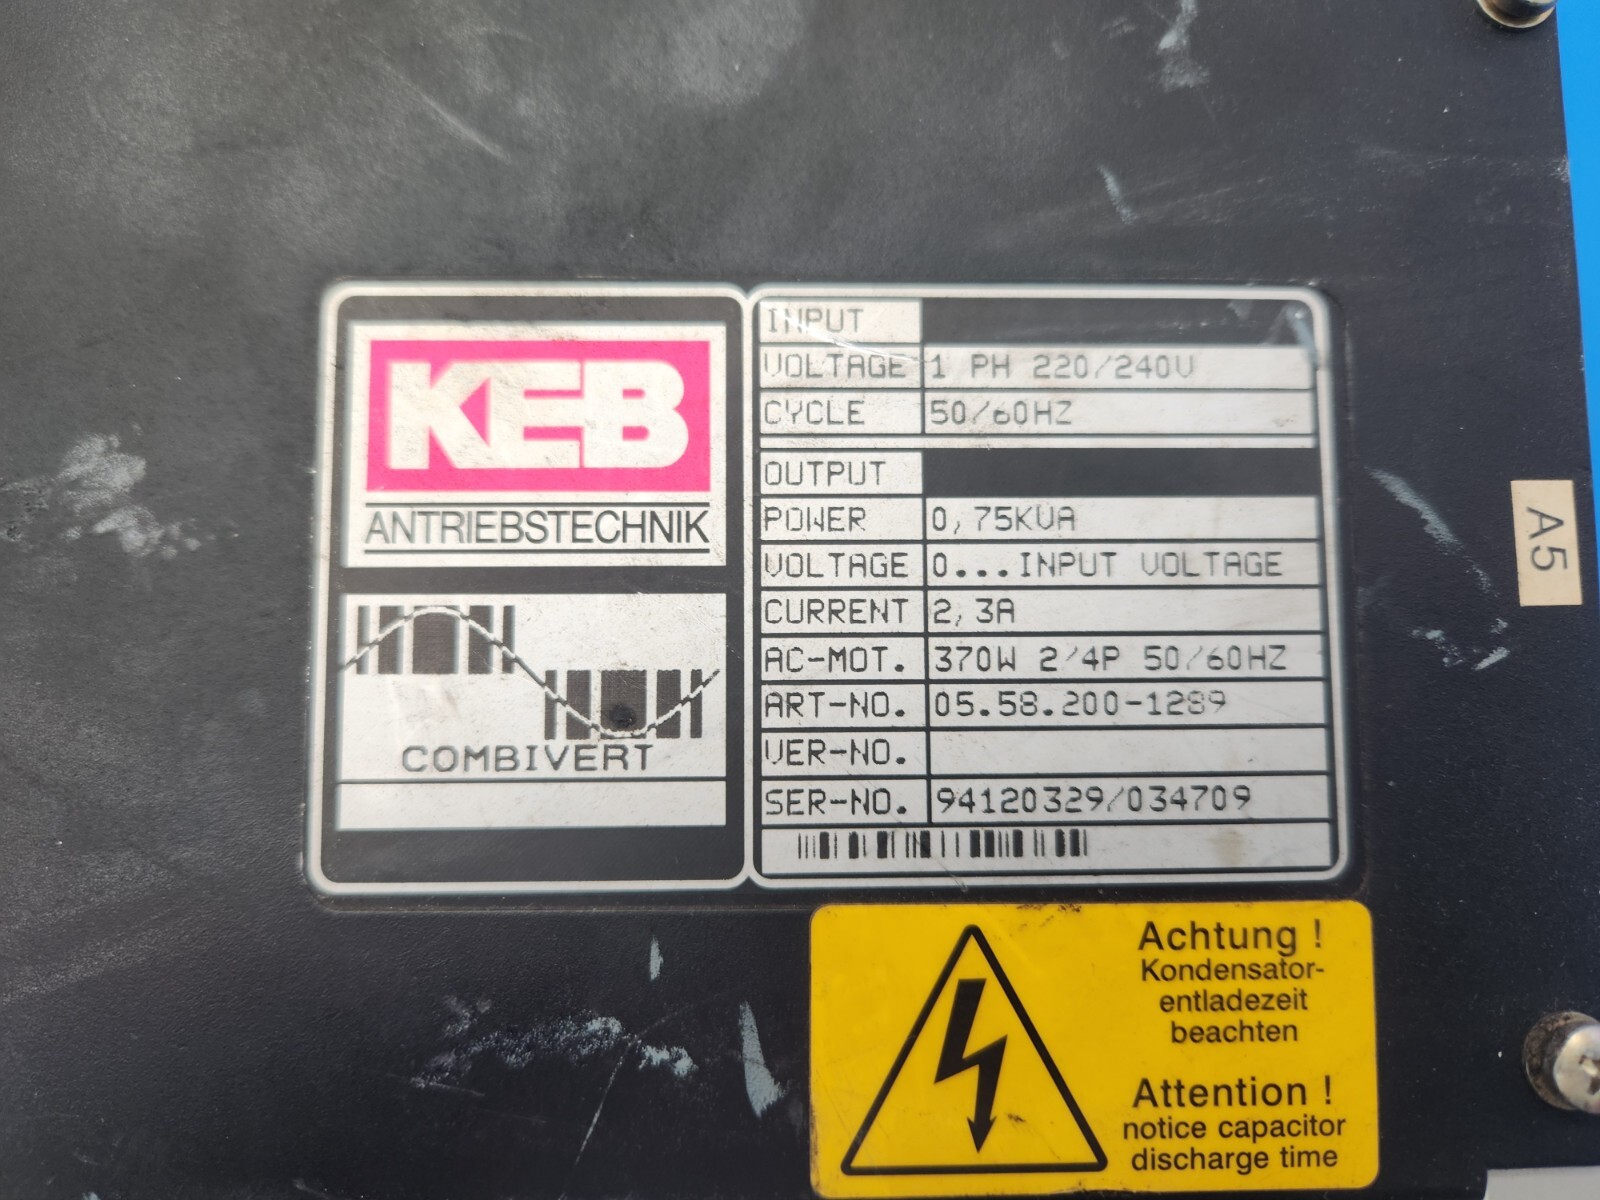 KEB
ANTRIEBSTECHNIK
COMBIVERT
INPUT
VOLTAGE 1 PH 220/240V
CYCLE 50/60HZ
OUTPUT
POWER 0,75KVA
VOLTAGE 0...INPUT VOLTAGE
CURRENT 2,3A
AC-MOT. 370W 2/4P 50/60HZ
ART-NO. 05.58.200-1289
VER-NO.
SER-NO. 94120329/034709
A5
Achtung !
Kondensator-
entladezeit
beachten
Attention !
notice capacitor
discharge time